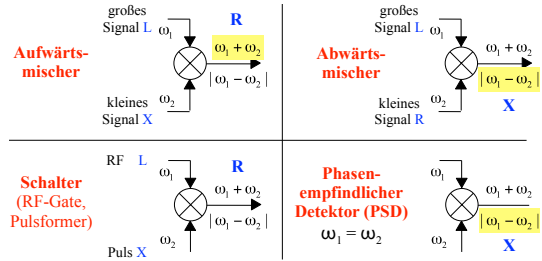 großes
Signal L
ω₁
R
Aufwärts-
mischer
ω₁ + ω₂
| ω₁ − ω₂ |
kleines
Signal X
ω₂
großes
Signal L
ω₁
Abwärts-
mischer
ω₁ + ω₂
| ω₁ − ω₂ |
kleines
Signal R
ω₂
X
RF L
ω₁
R
Schalter
(RF-Gate,
Pulsformer)
ω₁ + ω₂
| ω₁ − ω₂ |
Puls X
ω₂
Phasen-
empfindlicher
Detektor (PSD)
ω₁ = ω₂
ω₁
ω₁ + ω₂
| ω₁ − ω₂ |
ω₂
X